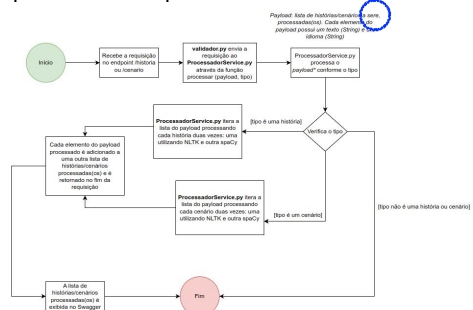 Payload: lista de histórias/cenários a sere
processadas(os). Cada elemento do
payload possui um texto (String) e
idioma (String)
Início
Recebe a requisição
no endpoint /historia
ou /cenario
validador.py envia a
requisição ao
ProcessadorService.py
através da função
processar (payload, tipo)
ProcessadorService.py
processa o
payload* conforme o tipo
ProcessadorService.py itera a
lista do payload processando
cada história duas vezes: uma
utilizando NLTK e outra spaCy
[tipo é uma história]
Verifica o tipo
Cada elemento do payload
processado é adicionado a
uma outra lista de
histórias/cenários
processadas(os) e é
retornado no fim da
requisição
ProcessadorService.py itera a
lista do payload processando
cada cenário duas vezes: uma
utilizando NLTK e outra spaCy
[tipo é um cenário]
[tipo não é uma história ou cenário]
A lista de
histórias/cenários
processadas(os) é
exibida no Swagger
Fim